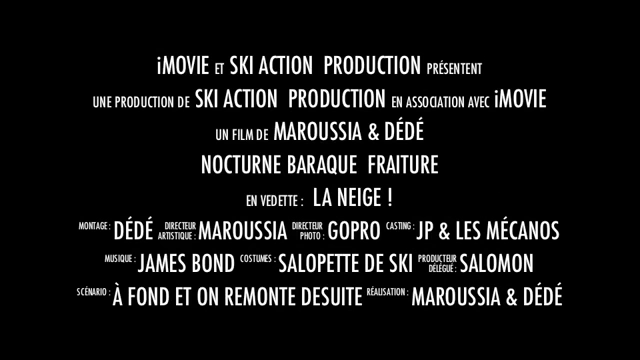 iMOVIE ET SKI ACTION PRODUCTION PRÉSENTENT
UNE PRODUCTION DE SKI ACTION PRODUCTION EN ASSOCIATION AVEC iMOVIE
UN FILM DE MAROUSSIA & DÉDÉ
NOCTURNE BARAQUE FRAITURE
EN VEDETTE : LA NEIGE !
MONTAGE : DÉDÉ DIRECTEUR ARTISTIQUE : MAROUSSIA DIRECTEUR PHOTO : GOPRO CASTING : JP & LES MÉCANOS
MUSIQUE : JAMES BOND COSTUMES : SALOPETTE DE SKI PRODUCTEUR DÉLÉGUÉ : SALOMON
SCÉNARIO : À FOND ET ON REMONTE DESUITE RÉALISATION : MAROUSSIA & DÉDÉ